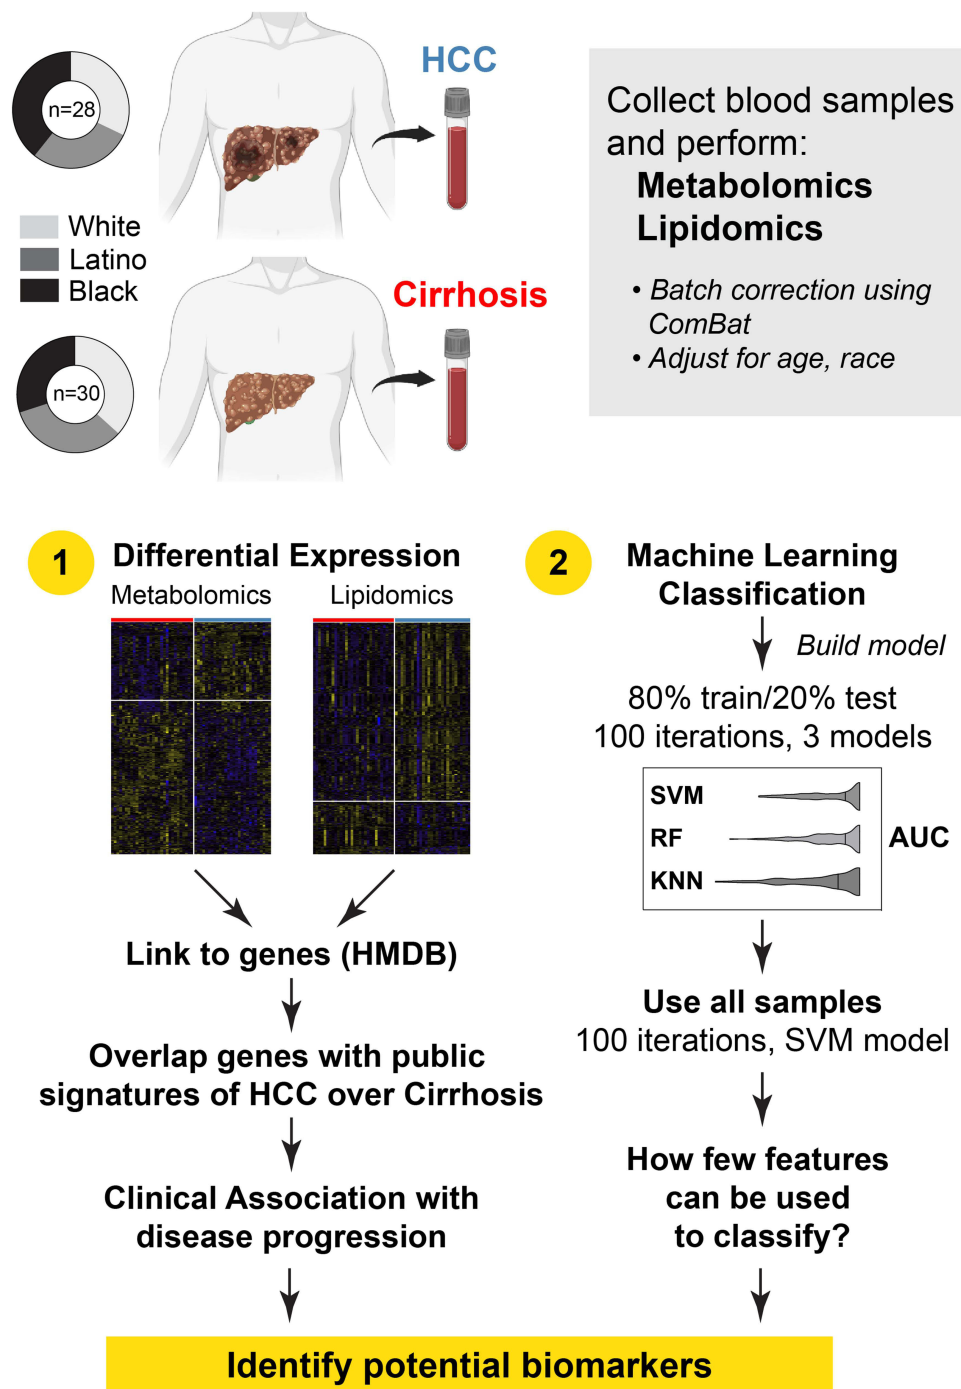 HCC
n=28
White
Latino
Black
Cirrhosis
n=30
Collect blood samples
and perform:
Metabolomics
Lipidomics
• Batch correction using
ComBat
• Adjust for age, race
1
Differential Expression
Metabolomics
Lipidomics
Link to genes (HMDB)
Overlap genes with public
signatures of HCC over Cirrhosis
Clinical Association with
disease progression
2
Machine Learning
Classification
Build model
80% train/20% test
100 iterations, 3 models
SVM
RF
KNN
AUC
Use all samples
100 iterations, SVM model
How few features
can be used
to classify?
Identify potential biomarkers